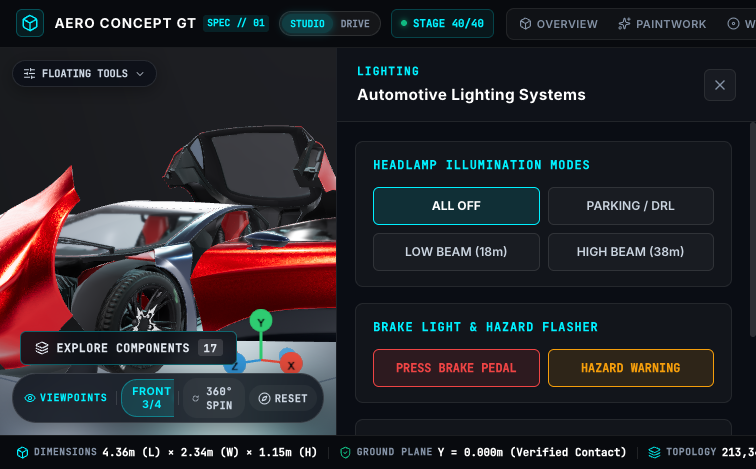 AERO CONCEPT GT SPEC // 01 STUDIO DRIVE STAGE 40/40 OVERVIEW PAINTWORK W
FLOATING TOOLS
LIGHTING
Automotive Lighting Systems
HEADLAMP ILLUMINATION MODES
ALL OFF PARKING / DRL
LOW BEAM (18m) HIGH BEAM (38m)
BRAKE LIGHT & HAZARD FLASHER
PRESS BRAKE PEDAL HAZARD WARNING
Y
Z X
EXPLORE COMPONENTS 17
VIEWPOINTS
FRONT
3/4
360°
SPIN
RESET
DIMENSIONS 4.36m (L) × 2.34m (W) × 1.15m (H) GROUND PLANE Y = 0.000m (Verified Contact) TOPOLOGY 213,